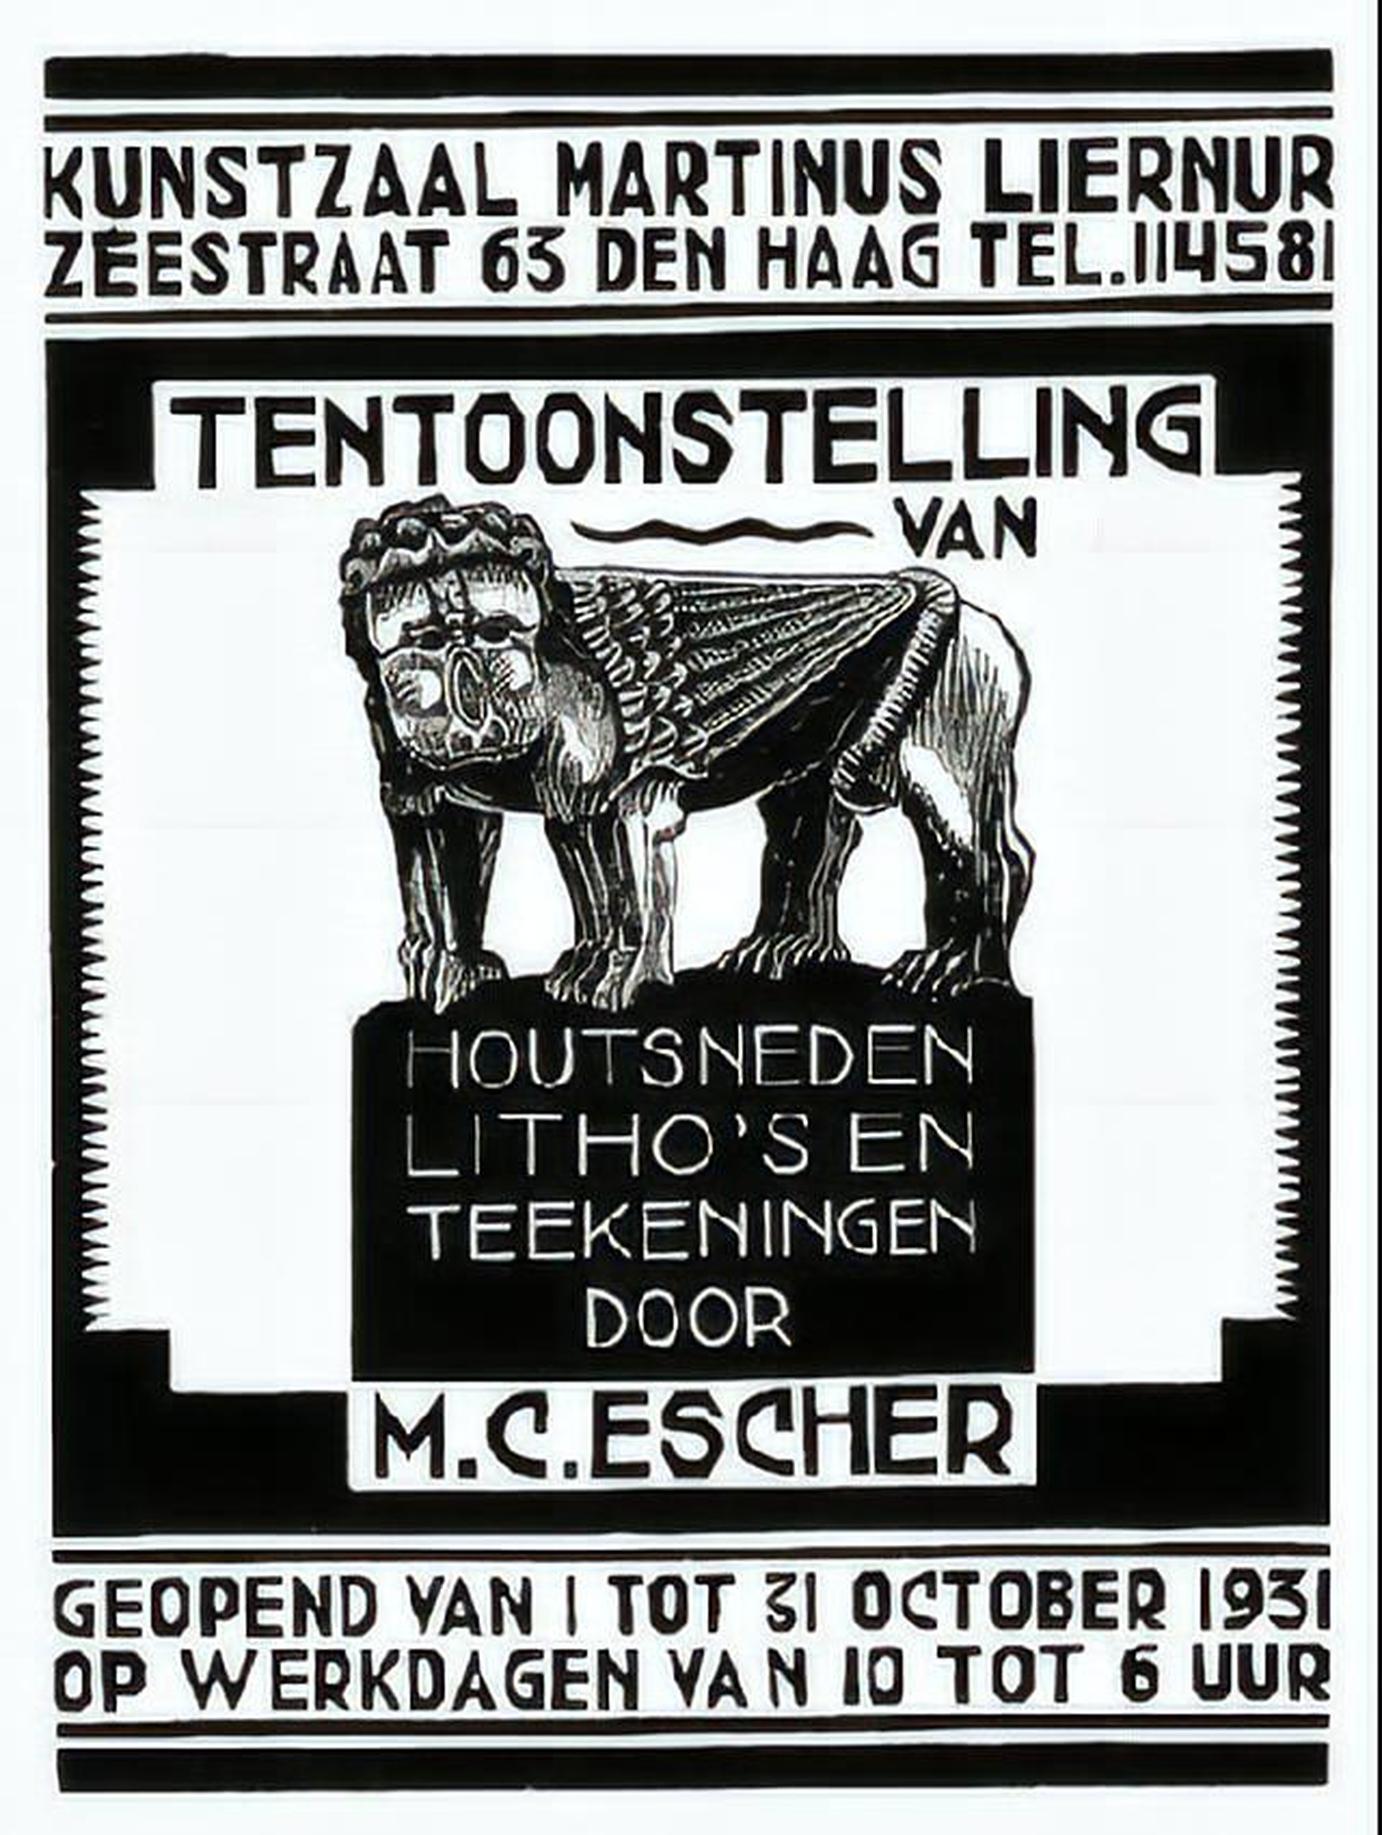 KUNSTZAAL MARTINUS LIERNUR
ZEESTRAAT 63 DEN HAAG TEL.114581
TENTOONSTELLING
VAN
HOUTSNEDEN
LITHO'S EN
TEEKENINGEN
DOOR
M.C.ESCHER
GEOPEND VAN 1 TOT 31 OCTOBER 1931
OP WERKDAGEN VAN 10 TOT 6 UUR